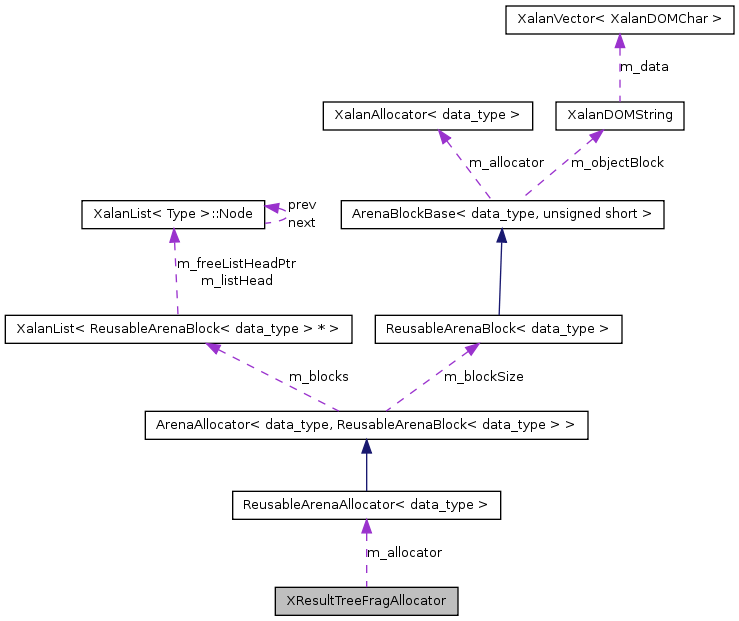 XalanVector< XalanDOMChar >
m_data
XalanAllocator< data_type >
XalanDOMString
m_allocator
m_objectBlock
XalanList< Type >::Node
prev
next
ArenaBlockBase< data_type, unsigned short >
m_freeListHeadPtr
m_listHead
XalanList< ReusableArenaBlock< data_type > * >
ReusableArenaBlock< data_type >
m_blocks
m_blockSize
ArenaAllocator< data_type, ReusableArenaBlock< data_type > >
ReusableArenaAllocator< data_type >
m_allocator
XResultTreeFragAllocator